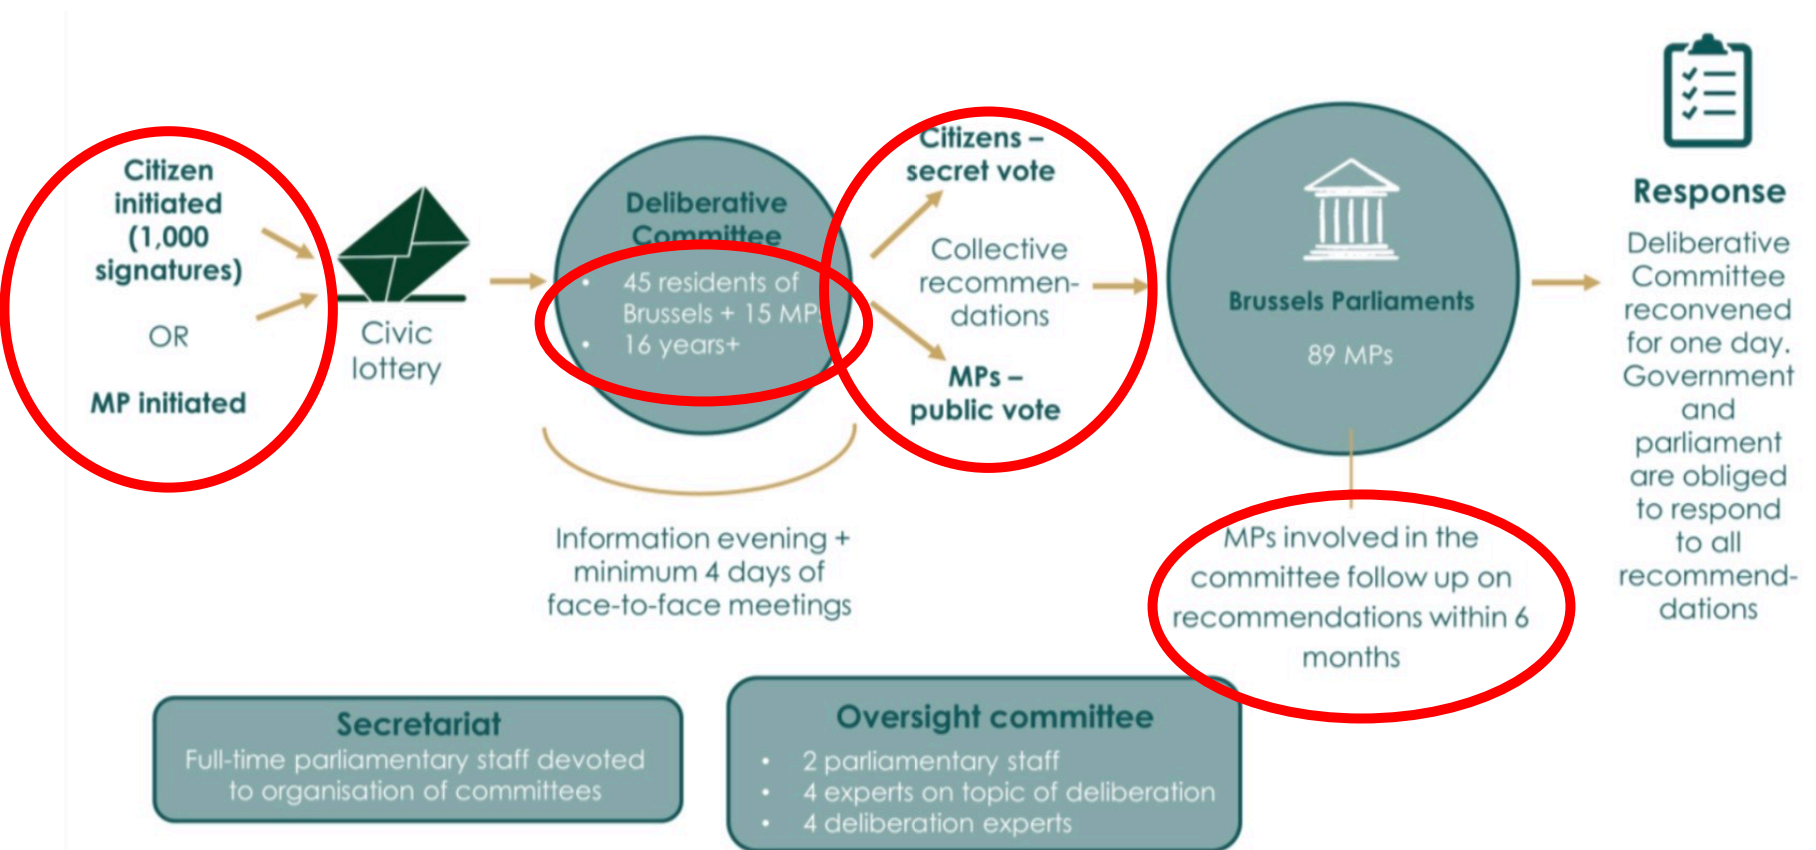 Citizen
initiated
(1,000
signatures)
OR
MP initiated
Civic
lottery
Deliberative
Committee
• 45 residents of
Brussels + 15 MPs
• 16 years+
Information evening +
minimum 4 days of
face-to-face meetings
Citizens –
secret vote
Collective
recommen-
dations
MPs –
public vote
Brussels Parliaments
89 MPs
MPs involved in the
committee follow up on
recommendations within 6
months
Response
Deliberative
Committee
reconvened
for one day.
Government
and
parliament
are obliged
to respond
to all
recommend-
dations
Secretariat
Full-time parliamentary staff devoted
to organisation of committees
Oversight committee
• 2 parliamentary staff
• 4 experts on topic of deliberation
• 4 deliberation experts